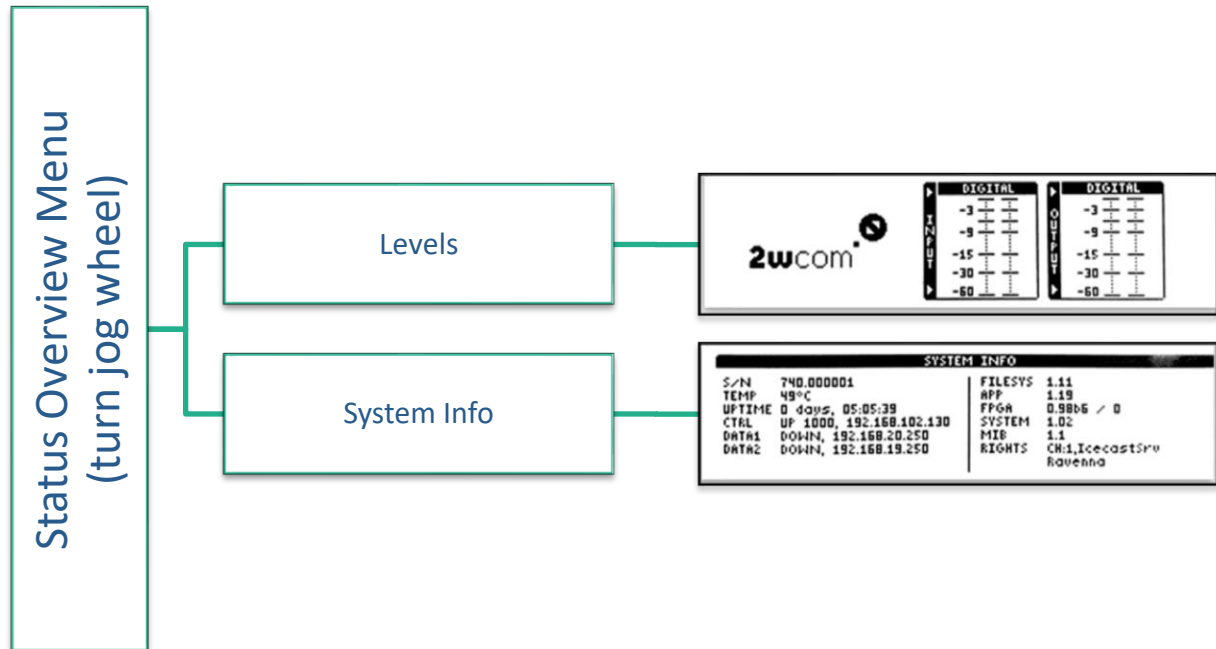 Status Overview Menu
(turn jog wheel)
Levels
2wcom
INPUT
DIGITAL
-3
-9
-15
-30
-60
OUTPUT
DIGITAL
-3
-9
-15
-30
-60
System Info
SYSTEM INFO
S/N 740.000001
TEMP 49°C
UPTIME 0 days, 05:05:39
CTRL UP 1000, 192.168.102.130
DATA1 DOWN, 192.168.20.250
DATA2 DOWN, 192.168.19.250
FILESYS 1.11
APP 1.19
FPGA 0.98b6 / 0
SYSTEM 1.02
MIB 1.1
RIGHTS CH:1,IcecastSrv
Ravenna